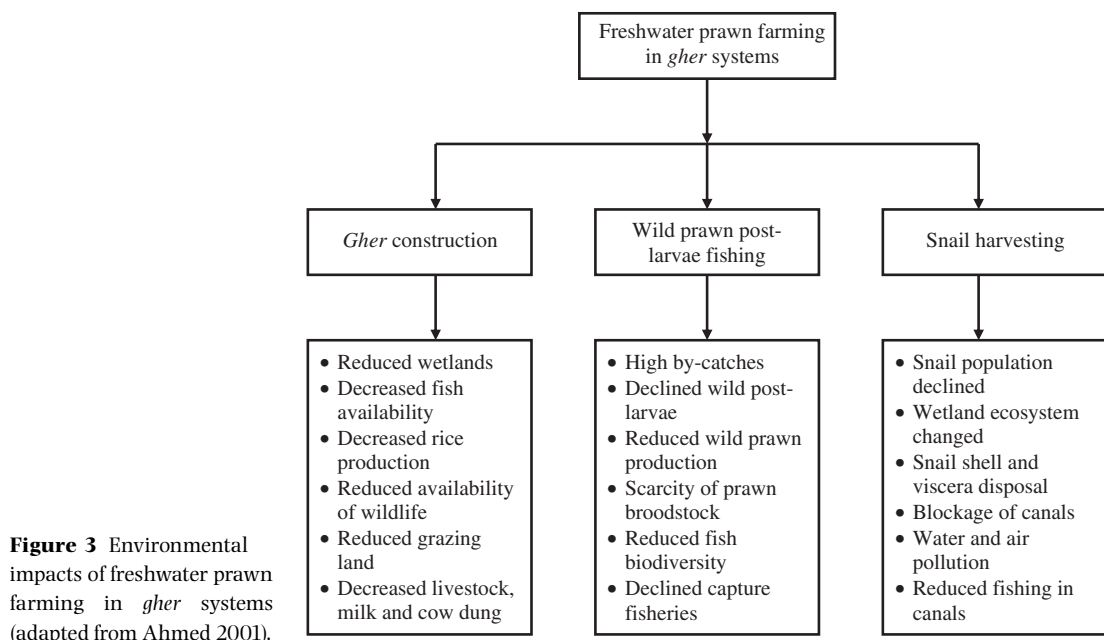 Freshwater prawn farming
in gher systems
Gher construction
Wild prawn post-
larvae fishing
Snail harvesting
• Reduced wetlands
• Decreased fish
availability
• Decreased rice
production
• Reduced availability
of wildlife
• Reduced grazing
land
• Decreased livestock,
milk and cow dung
• High by-catches
• Declined wild post-
larvae
• Reduced wild prawn
production
• Scarcity of prawn
broodstock
• Reduced fish
biodiversity
• Declined capture
fisheries
• Snail population
declined
• Wetland ecosystem
changed
• Snail shell and
viscera disposal
• Blockage of canals
• Water and air
pollution
• Reduced fishing in
canals
Figure 3 Environmental
impacts of freshwater prawn
farming in gher systems
(adapted from Ahmed 2001).